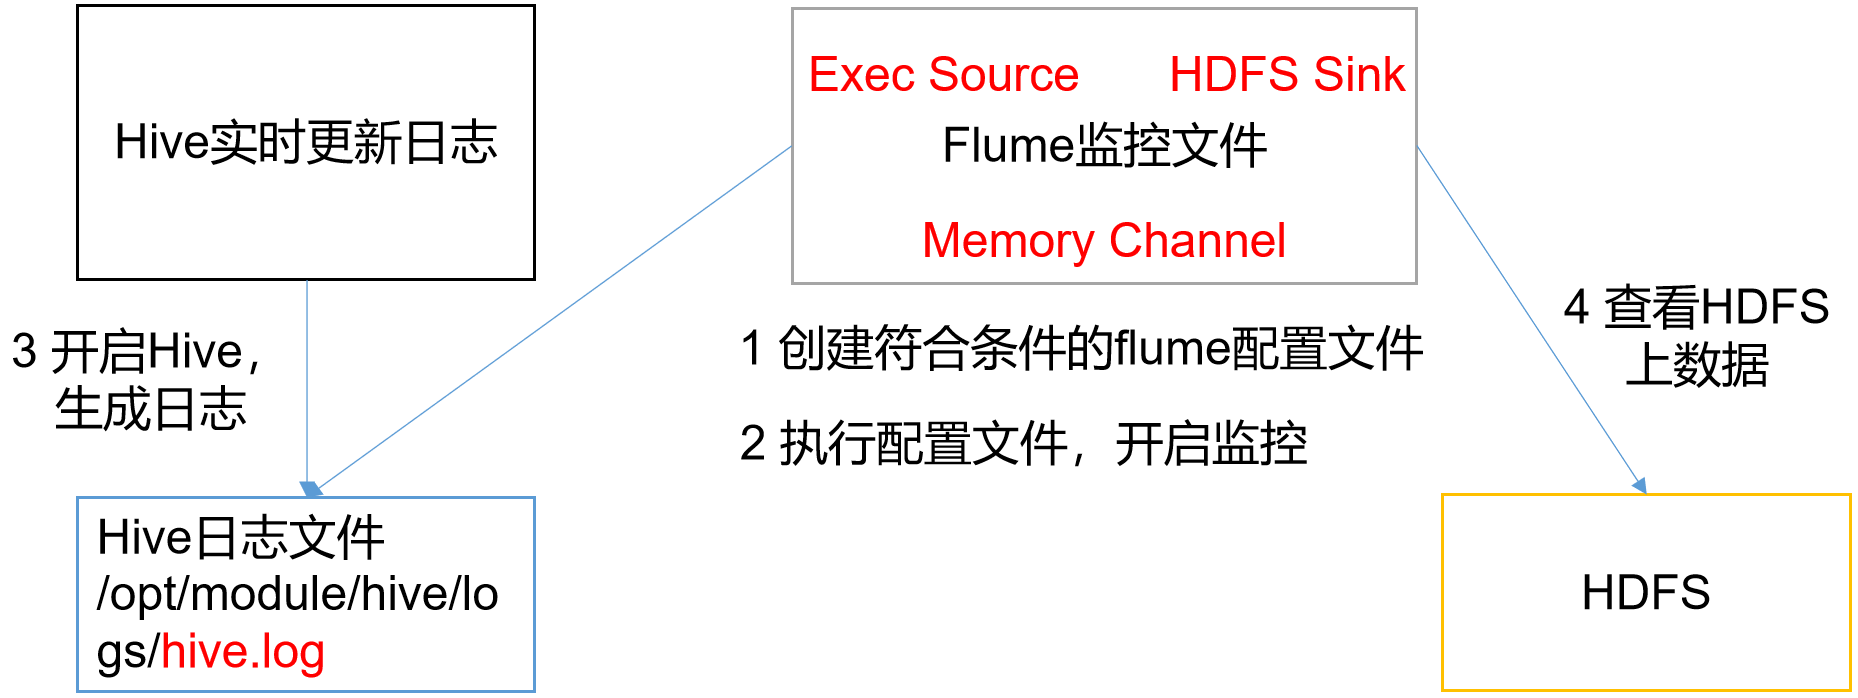 Hive实时更新日志
Exec Source
HDFS Sink
Flume监控文件
Memory Channel
3 开启Hive，
生成日志
1 创建符合条件的flume配置文件
2 执行配置文件，开启监控
4 查看HDFS
上数据
Hive日志文件
/opt/module/hive/lo
gs/hive.log
HDFS